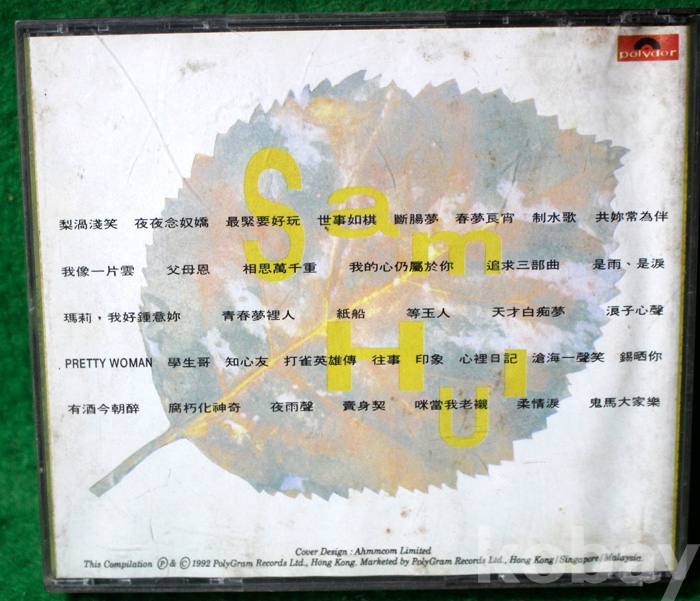 polydor
Sam
Hui
梨渦淺笑 夜夜念奴嬌 最緊要好玩 世事如棋 斷腸夢 春夢良宵 制水歌 共妳常為伴
我像一片雲 父母恩 相思萬千重 我的心仍屬於你 追求三部曲 是雨、是淚
瑪莉，我好鍾意妳 青春夢裡人 紙船 等玉人 天才白痴夢 浪子心聲
PRETTY WOMAN 學生哥 知心友 打雀英雄傳 往事 印象 心裡日記 滄海一聲笑 錫晒你
有酒今朝醉 腐朽化神奇 夜雨聲 賣身契 咪當我老襯 柔情淚 鬼馬大家樂
Cover Design : Ahmmcom Limited
This Compilation Ⓟ & © 1992 PolyGram Records Ltd., Hong Kong. Marketed by PolyGram Records Ltd., Hong Kong/Singapore/Malaysia.
kobay